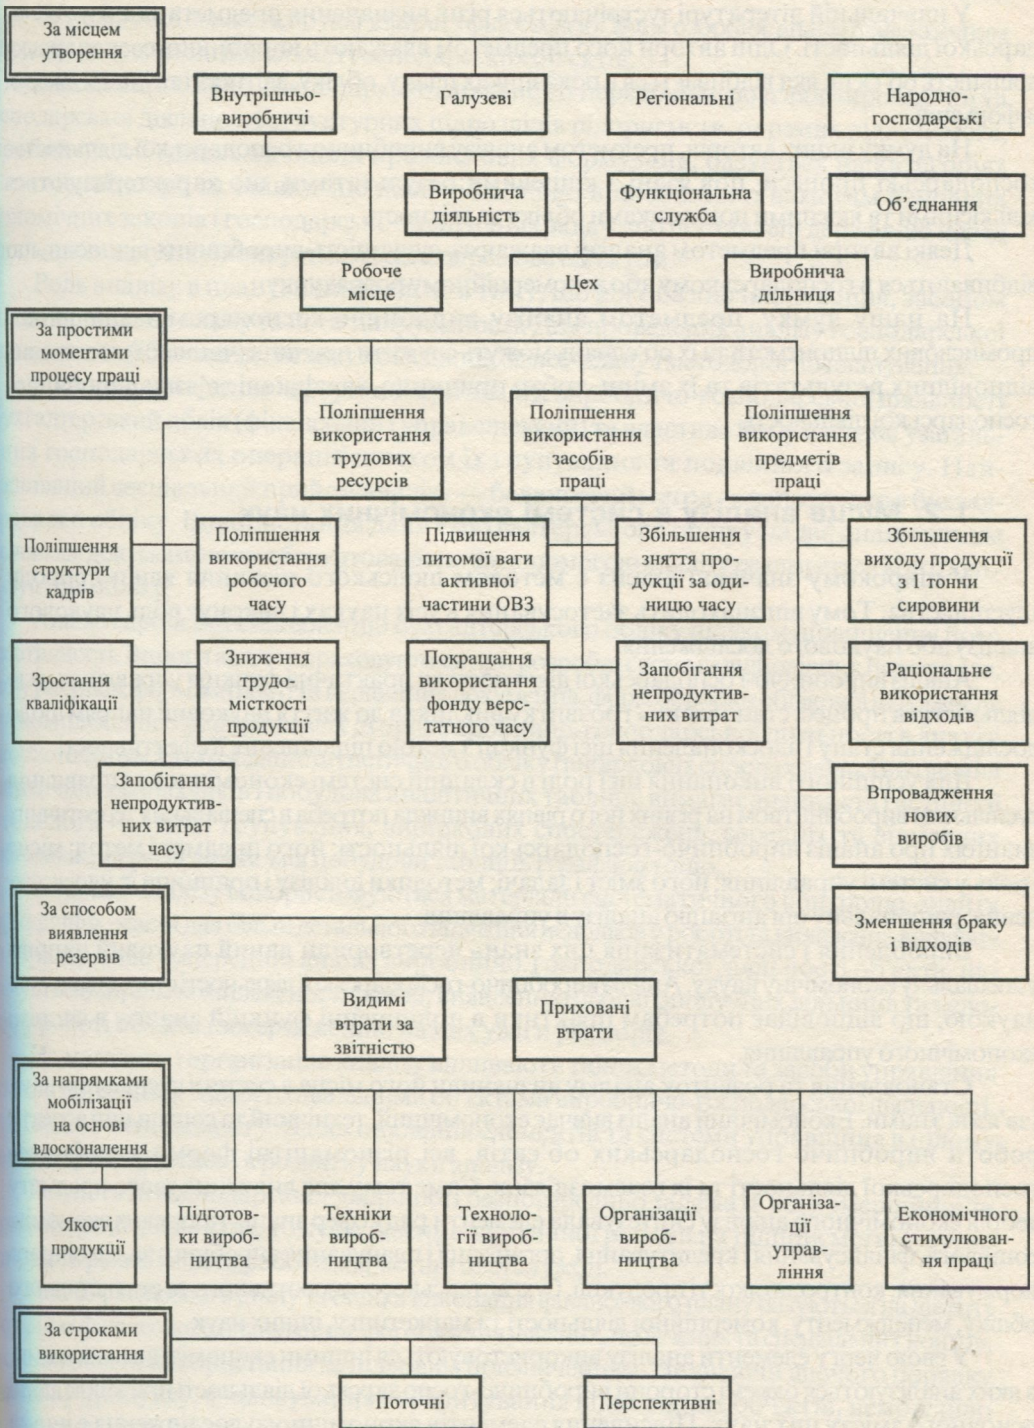 За місцем
утворення
Внутрішньо-
виробничі
Галузеві
Регіональні
Народно-
господарські
Виробнича
діяльність
Функціональна
служба
Об’єднання
Робоче
місце
Цех
Виробнича
дільниця
За простими
моментами
процесу праці
Поліпшення
використання
трудових
ресурсів
Поліпшення
використання
засобів
праці
Поліпшення
використання
предметів
праці
Поліпшення
структури
кадрів
Поліпшення
використання
робочого
часу
Підвищення
питомої ваги
активної
частини ОВЗ
Збільшення
зняття про-
дукції за оди-
ницю часу
Збільшення
виходу продукції
з 1 тонни
сировини
Зростання
кваліфікації
Зниження
трудо-
місткості
продукції
Покращання
використання
фонду верс-
татного часу
Запобігання
непродуктив-
них витрат
Раціональне
використання
відходів
Запобігання
непродуктив-
них витрат
часу
Впровадження
нових
виробів
За способом
виявлення
резервів
Зменшення браку
і відходів
Видимі
втрати за
звітністю
Приховані
втрати
За напрямками
мобілізації
на основі
вдосконалення
Якості
продукції
Підготов-
ки вироб-
ництва
Техніки
вироб-
ництва
Техноло-
гії вироб-
ництва
Організації
вироб-
ництва
Організа-
ції
управ-
ління
Економічного
стимулюван-
ня праці
За строками
використання
Поточні
Перспективні